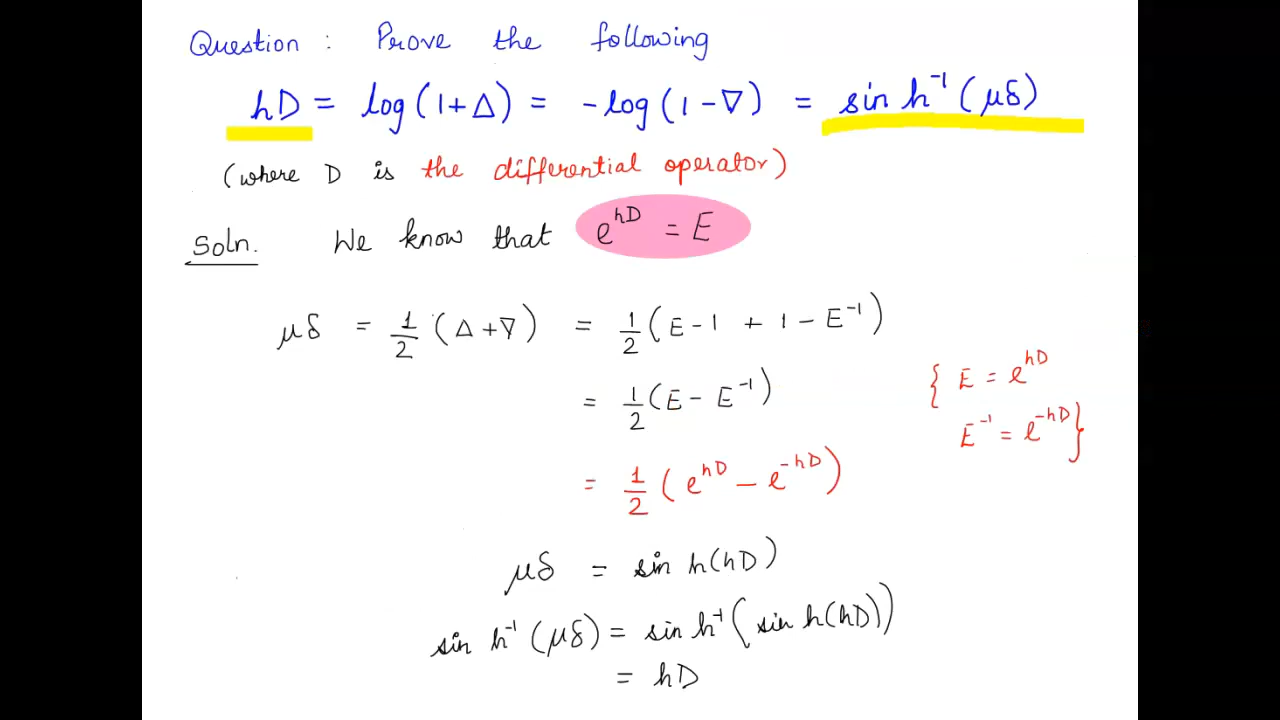 Question : Prove the following
hD = log(1+Δ) = -log(1-∇) = sin h⁻¹(μδ)
(where D is the differential operator)
Soln. We know that e^{hD} = E
μδ = 1/2 (Δ+∇) = 1/2 (E-1 + 1 - E⁻¹)
= 1/2 (E - E⁻¹)
{ E = e^{hD}
E⁻¹ = e^{-hD} }
= 1/2 (e^{hD} - e^{-hD})
μδ = sin h(hD)
sin h⁻¹(μδ) = sin h⁻¹(sin h(hD))
= hD